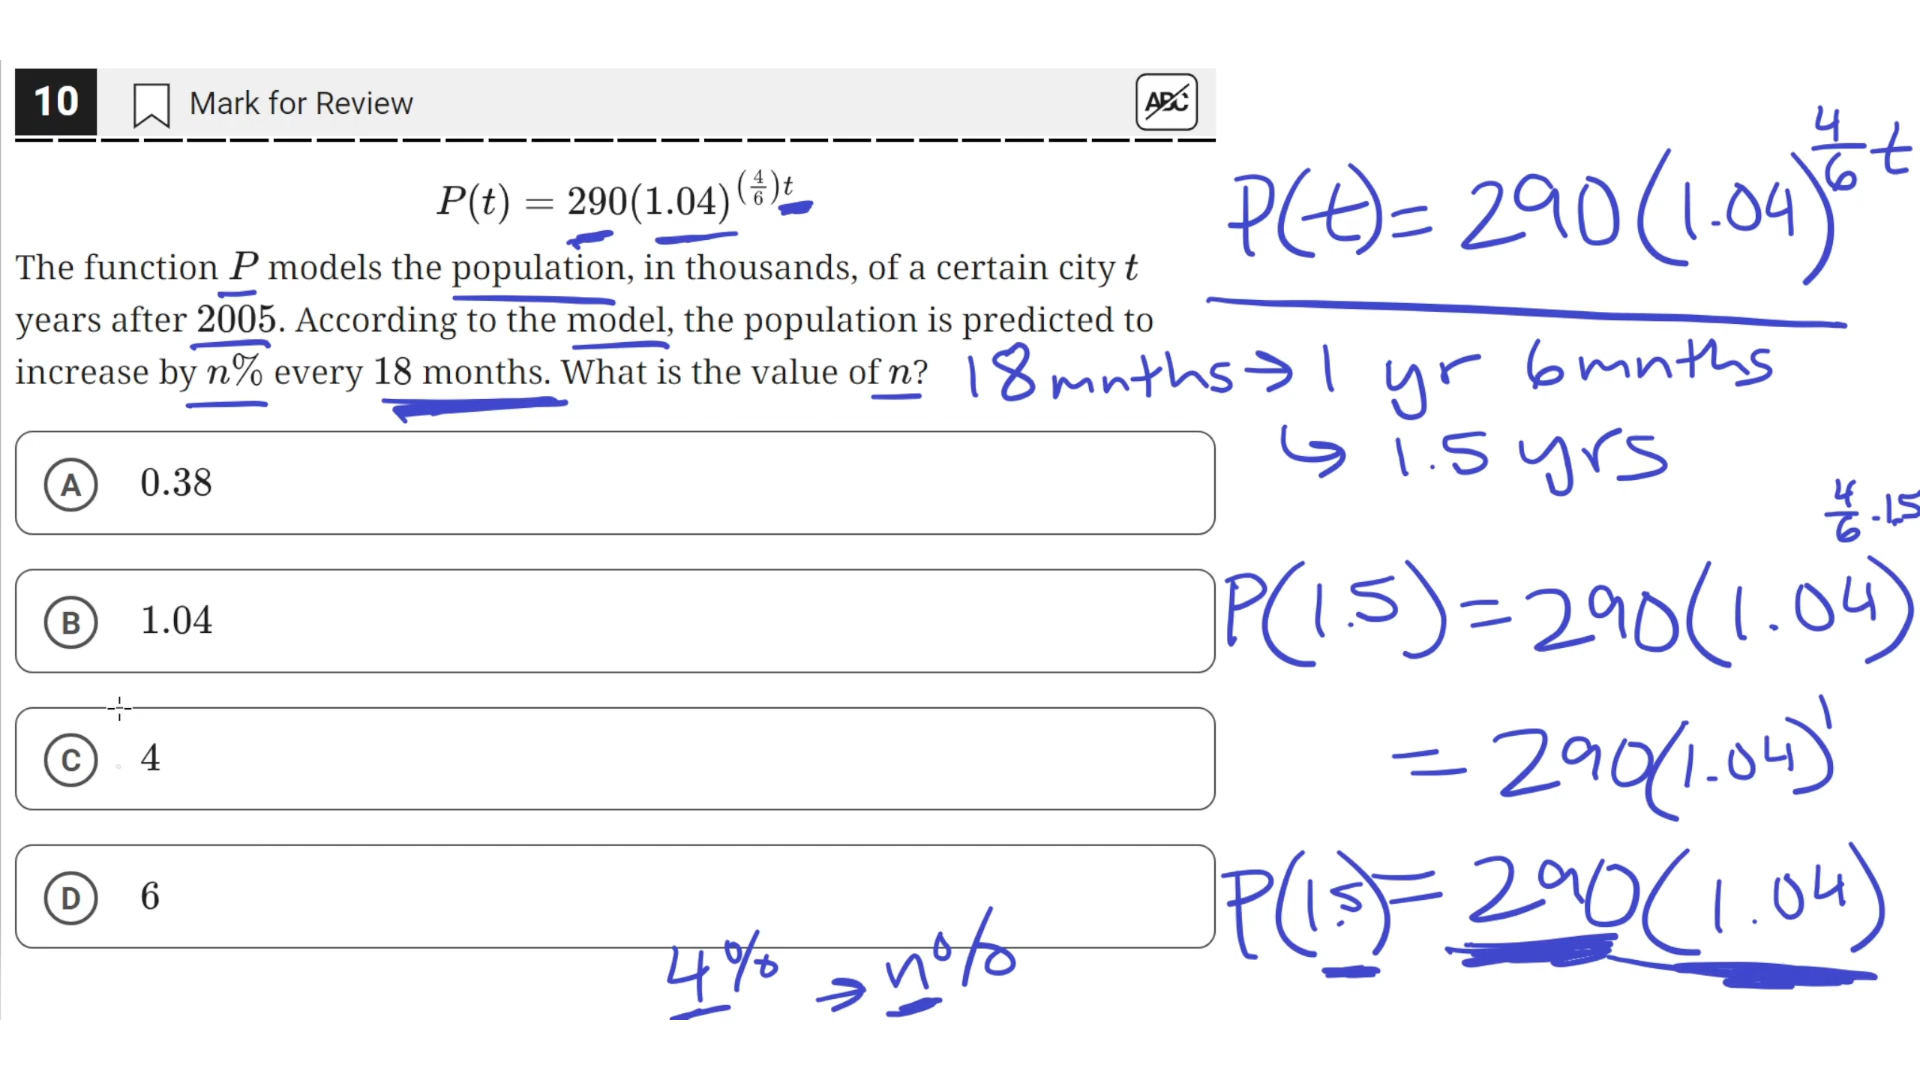 10 Mark for Review ABC
P(t) = 290(1.04)^((4/6)t)
The function P models the population, in thousands, of a certain city t
years after 2005. According to the model, the population is predicted to
increase by n% every 18 months. What is the value of n?
A 0.38
B 1.04
C 4
D 6
4% → n%
P(t) = 290(1.04)^(4/6 t)
18 mnths → 1 yr 6 mnths
↳ 1.5 yrs
P(1.5) = 290(1.04)^(4/6 · 1.5)
= 290(1.04)^1
P(1.5) = 290(1.04)